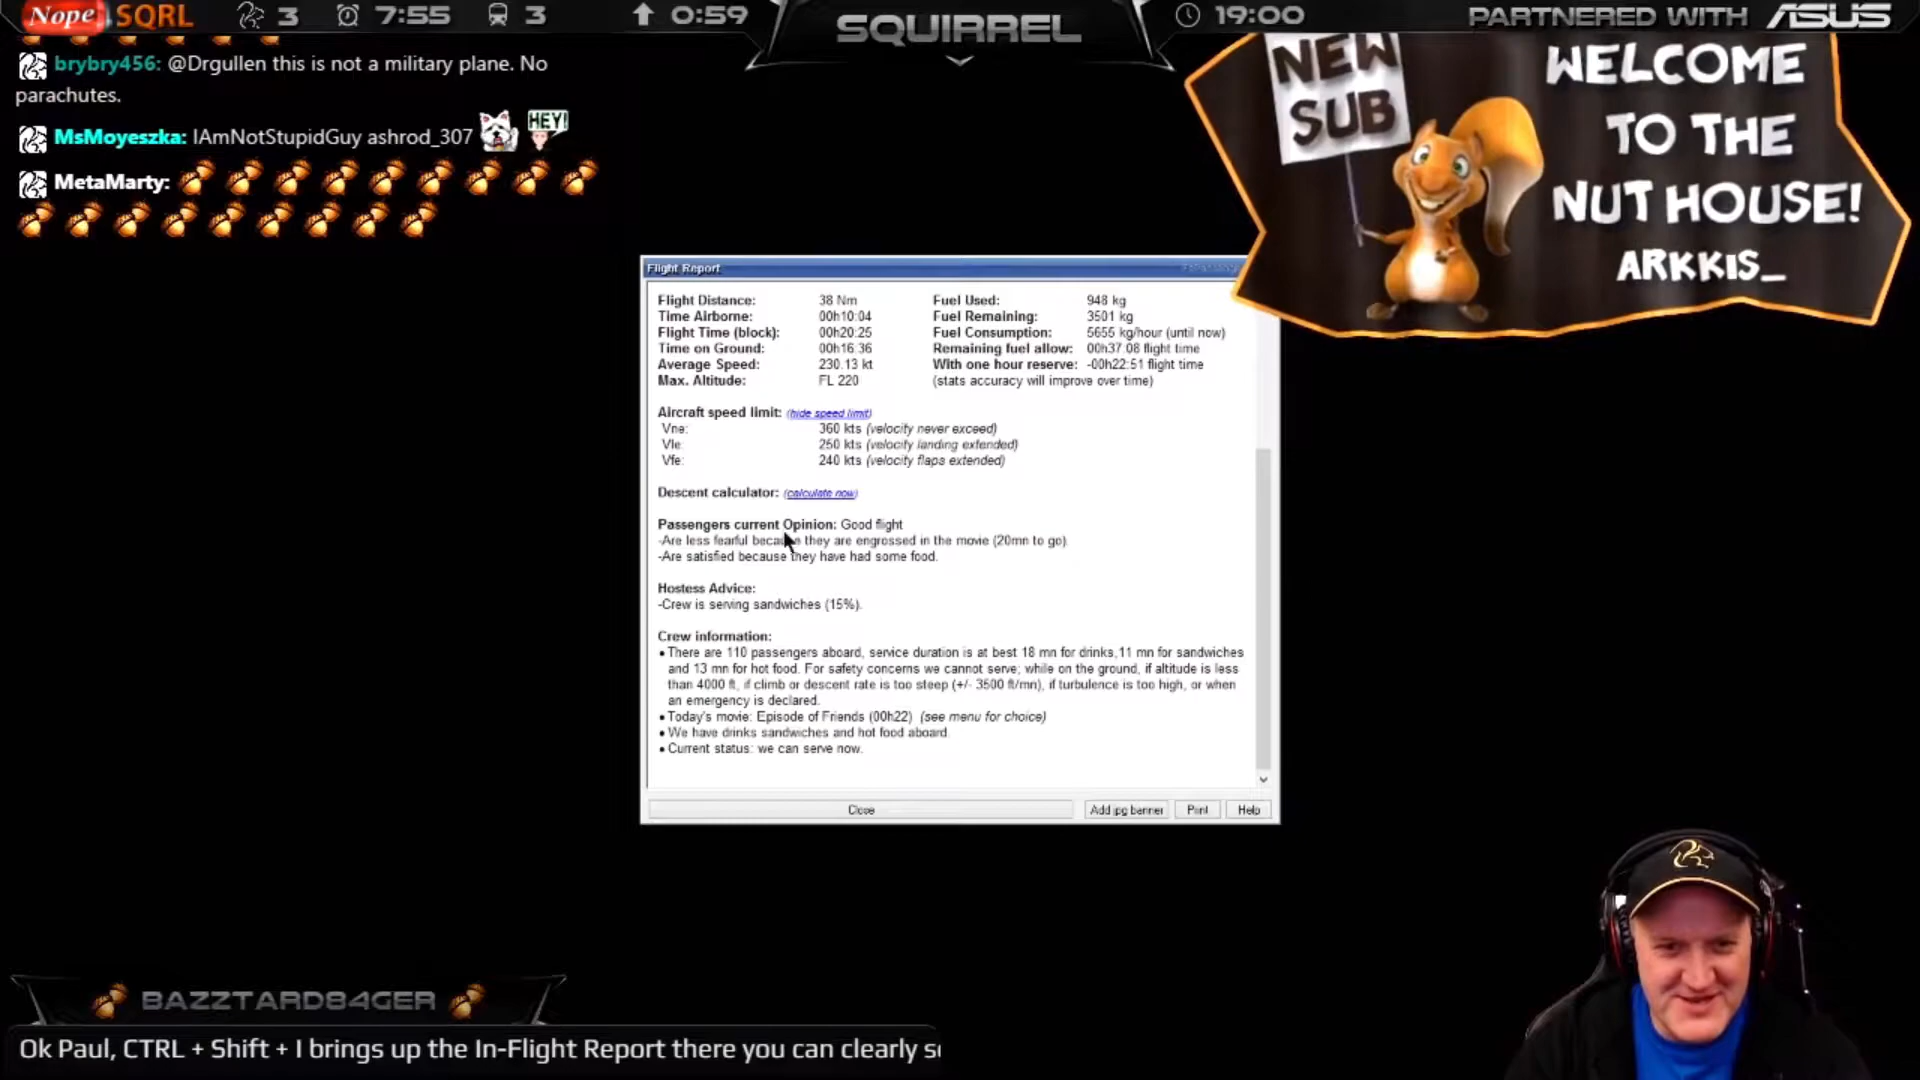 Nope SQRL 3 7:55 3 0:59 SQUIRREL 19:00 PARTNERED WITH ASUS
brybry456: @Drgullen this is not a military plane. No
parachutes.
MsMoyeszka: IAmNotStupidGuy ashrod_307 HEY!
MetaMarty:
NEW
SUB
WELCOME
TO THE
NUT HOUSE!
ARKKIS_
Flight Report
Flight Distance: 38 Nm Fuel Used: 948 kg
Time Airborne: 00h10:04 Fuel Remaining: 3501 kg
Flight Time (block): 00h20:25 Fuel Consumption: 5655 kg/hour (until now)
Time on Ground: 00h16:36 Remaining fuel allow: 00h37:08 flight time
Average Speed: 230.13 kt With one hour reserve: -00h22:51 flight time
Max. Altitude: FL 220 (stats accuracy will improve over time)
Aircraft speed limit: (hide speed limit)
Vne: 360 kts (velocity never exceed)
Vle: 250 kts (velocity landing extended)
Vfe: 240 kts (velocity flaps extended)
Descent calculator: (calculate now)
Passengers current Opinion: Good flight
-Are less fearful because they are engrossed in the movie (20mn to go).
-Are satisfied because they have had some food.
Hostess Advice:
-Crew is serving sandwiches (15%).
Crew information:
• There are 110 passengers aboard, service duration is at best 18 mn for drinks,11 mn for sandwiches
and 13 mn for hot food. For safety concerns we cannot serve; while on the ground, if altitude is less
than 4000 ft, if climb or descent rate is too steep (+/- 3500 ft/mn), if turbulence is too high, or when
an emergency is declared.
• Today's movie: Episode of Friends (00h22) (see menu for choice)
• We have drinks sandwiches and hot food aboard.
• Current status: we can serve now.
Close Add jpg banner Print Help
BAZZTARD84GER
Ok Paul, CTRL + Shift + I brings up the In-Flight Report there you can clearly